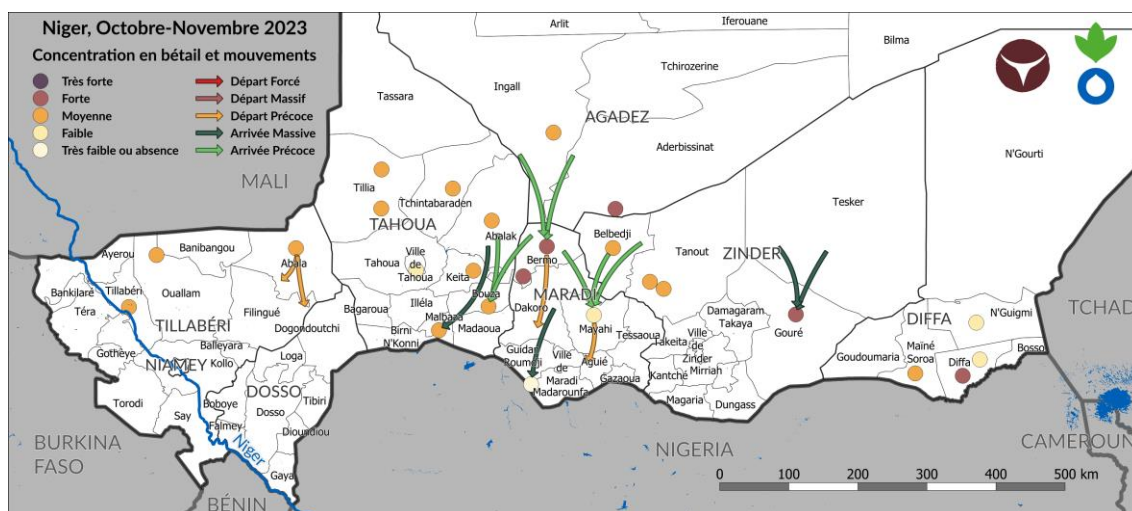 Niger, Octobre-Novembre 2023
Concentration en bétail et mouvements
Très forte
Forte
Moyenne
Faible
Très faible ou absence
Départ Forcé
Départ Massif
Départ Précoce
Arrivée Massive
Arrivée Précoce
Arlit
Iferouane
Bilma
Ingall
Tchirozerine
Tassara
AGADEZ
Aderbissinat
N'Gourti
MALI
Tillia
Tchintabaraden
Tesker
TAHOUA
Abalak
Belbedji
Tanout
ZINDER
Ayerou
Banibangou
Abala
Tahoua
Ville
de
Tahoua
Keita
Bermo
Bankilaré
Tillabéri
Ouallam
Téra
Filingué
Bagaroua
Illéla
Bouza
Dakoro
MARADI
Damagaram
Takaya
Gouré
DIFFA
N'Guigmi
TCHAD
TILLABÉRI
Dogondoutchi
Birni
N'Konni
Malbaza
Madaoua
Mayahi
Tessaoua
Takeita
Ville
de
Zinder
Mirriah
Goudoumaria
Maïné
Soroa
Diffa
Bosso
Gothèye
Balleyara
NIAMEY
Kollo
Loga
Guidan
Roumdji
Ville
de
Maradi
Madarounfa
Aguié
Gazaoua
Kantché
Magaria
Dungass
Torodi
Say
Boboye
DOSSO
Tibiri
Dosso
Falmey
Dioundiou
Gaya
Niger
BURKINA
FASO
BÉNIN
NIGERIA
CAMEROUN
0 100 200 300 400 500 km